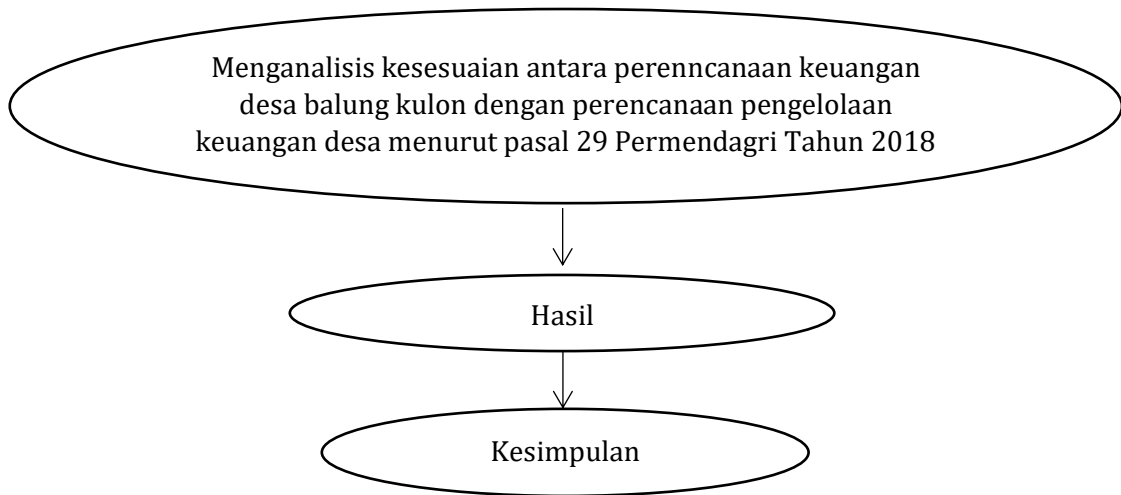 Menganalisis kesesuaian antara perenncanaan keuangan
desa balung kulon dengan perencanaan pengelolaan
keuangan desa menurut pasal 29 Permendagri Tahun 2018
Hasil
Kesimpulan